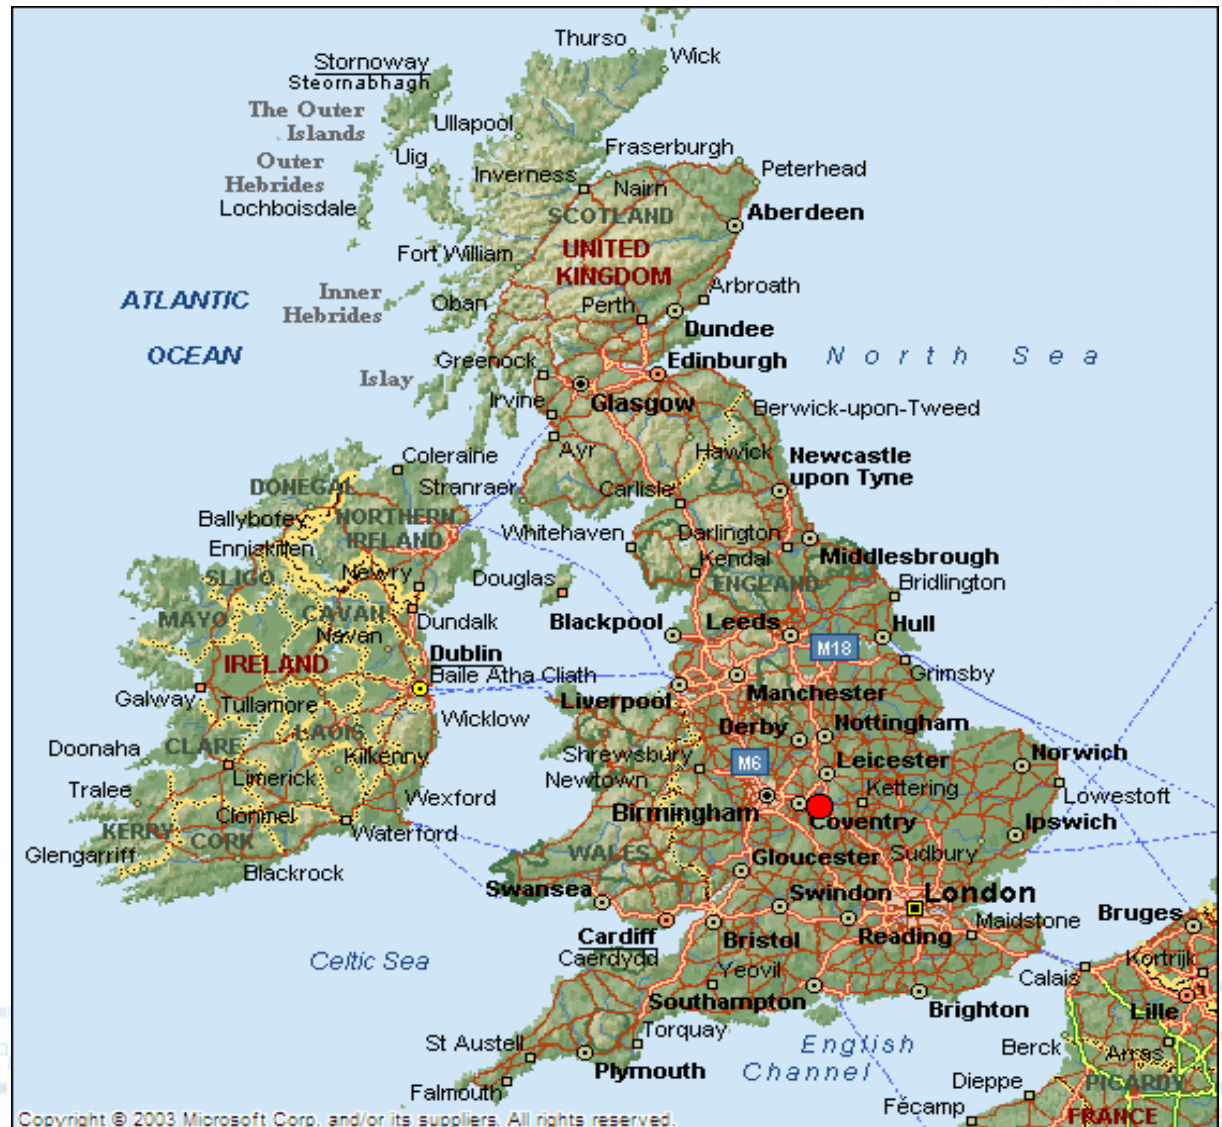 Thurso
Wick
Stornoway
Steornabhagh
The Outer
Islands
Ullapool
Outer
Hebrides
Uig
Fraserburgh
Peterhead
Inverness
Nairn
Lochboisdale
SCOTLAND
Aberdeen
Fort William
UNITED
KINGDOM
ATLANTIC
OCEAN
Inner
Hebrides
Oban
Perth
Arbroath
Dundee
North Sea
Greenock
Edinburgh
Islay
Irvine
Glasgow
Berwick-upon-Tweed
Coleraine
Ayr
Hawick
Newcastle
upon Tyne
DONEGAL
Stranraer
Carlisle
Ballybofey
NORTHERN
IRELAND
Whitehaven
Darlington
Enniskillen
Middlesbrough
Kendal
SLIGO
Newry
Douglas
ENGLAND
Bridlington
MAYO
CAVAN
Dundalk
Blackpool
Leeds
Hull
Navan
M18
Dublin
Baile Atha Cliath
IRELAND
Grimsby
Galway
Tullamore
Liverpool
Manchester
Wicklow
Derby
Nottingham
Doonaha
CLARE
LAOIS
Kilkenny
Shrewsbury
M6
Leicester
Norwich
Limerick
Newtown
Kettering
Lowestoft
Tralee
Wexford
Birmingham
Coventry
Ipswich
Clonmel
KERRY
CORK
Waterford
Glengarriff
WALES
Gloucester
Sudbury
Blackrock
Swansea
Swindon
London
Bruges
Cardiff
Caerdydd
Bristol
Reading
Maidstone
Celtic Sea
Yeovil
Calais
Kortrijk
Southampton
Brighton
Lille
Torquay
St Austell
English
Channel
Berck
Arras
Plymouth
Falmouth
Dieppe
PICARDY
Fécamp
FRANCE
Copyright © 2003 Microsoft Corp. and/or its suppliers. All rights reserved.